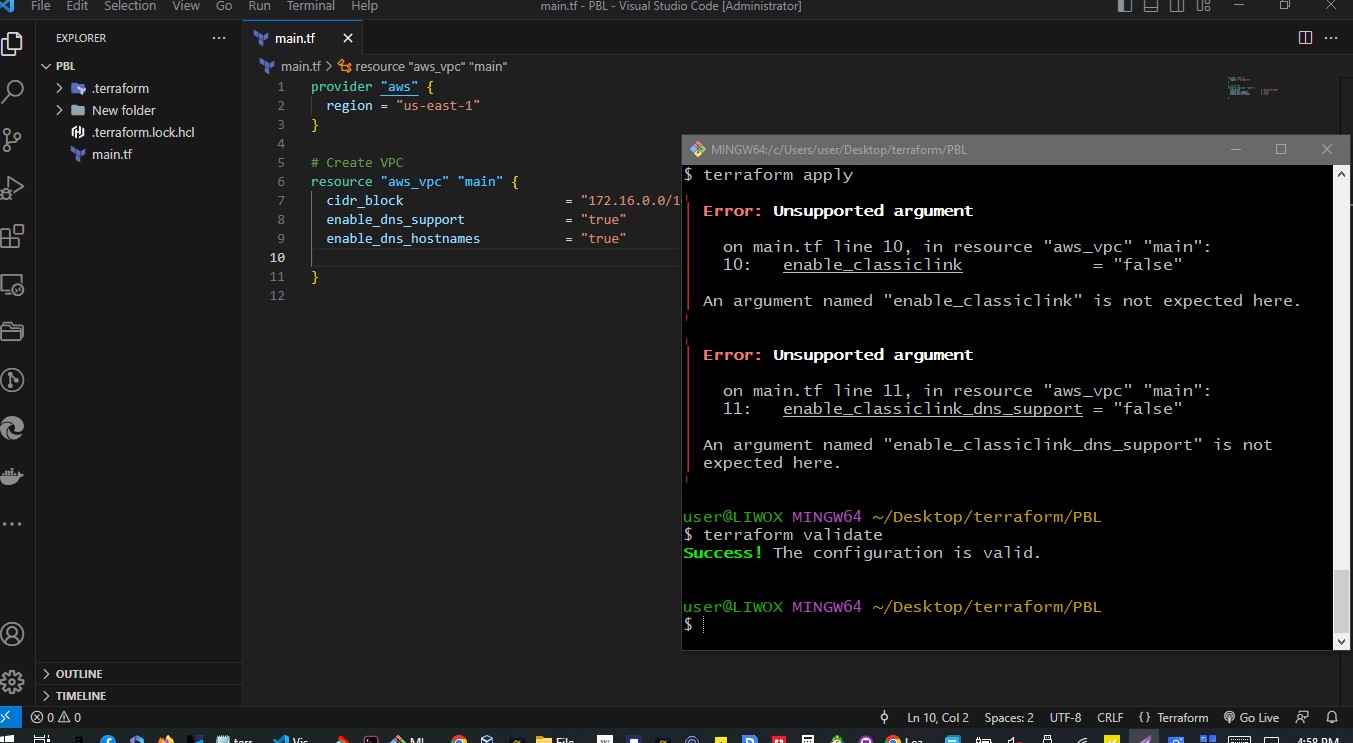 File Edit Selection View Go Run Terminal Help
main.tf - PBL - Visual Studio Code [Administrator]
EXPLORER
PBL
.terraform
New folder
.terraform.lock.hcl
main.tf
OUTLINE
TIMELINE
main.tf
main.tf > resource "aws_vpc" "main"
1 provider "aws" {
2 region = "us-east-1"
3 }
4
5 # Create VPC
6 resource "aws_vpc" "main" {
7 cidr_block = "172.16.0.0/1
8 enable_dns_support = "true"
9 enable_dns_hostnames = "true"
10
11 }
12
MINGW64:/c/Users/user/Desktop/terraform/PBL
$ terraform apply
Error: Unsupported argument
on main.tf line 10, in resource "aws_vpc" "main":
10: enable_classiclink = "false"
An argument named "enable_classiclink" is not expected here.
Error: Unsupported argument
on main.tf line 11, in resource "aws_vpc" "main":
11: enable_classiclink_dns_support = "false"
An argument named "enable_classiclink_dns_support" is not
expected here.
user@LIWOX MINGW64 ~/Desktop/terraform/PBL
$ terraform validate
Success! The configuration is valid.
user@LIWOX MINGW64 ~/Desktop/terraform/PBL
$
0 0 Ln 10, Col 2 Spaces: 2 UTF-8 CRLF {} Terraform Go Live
terr Vis MI File Lea 4:58 PM